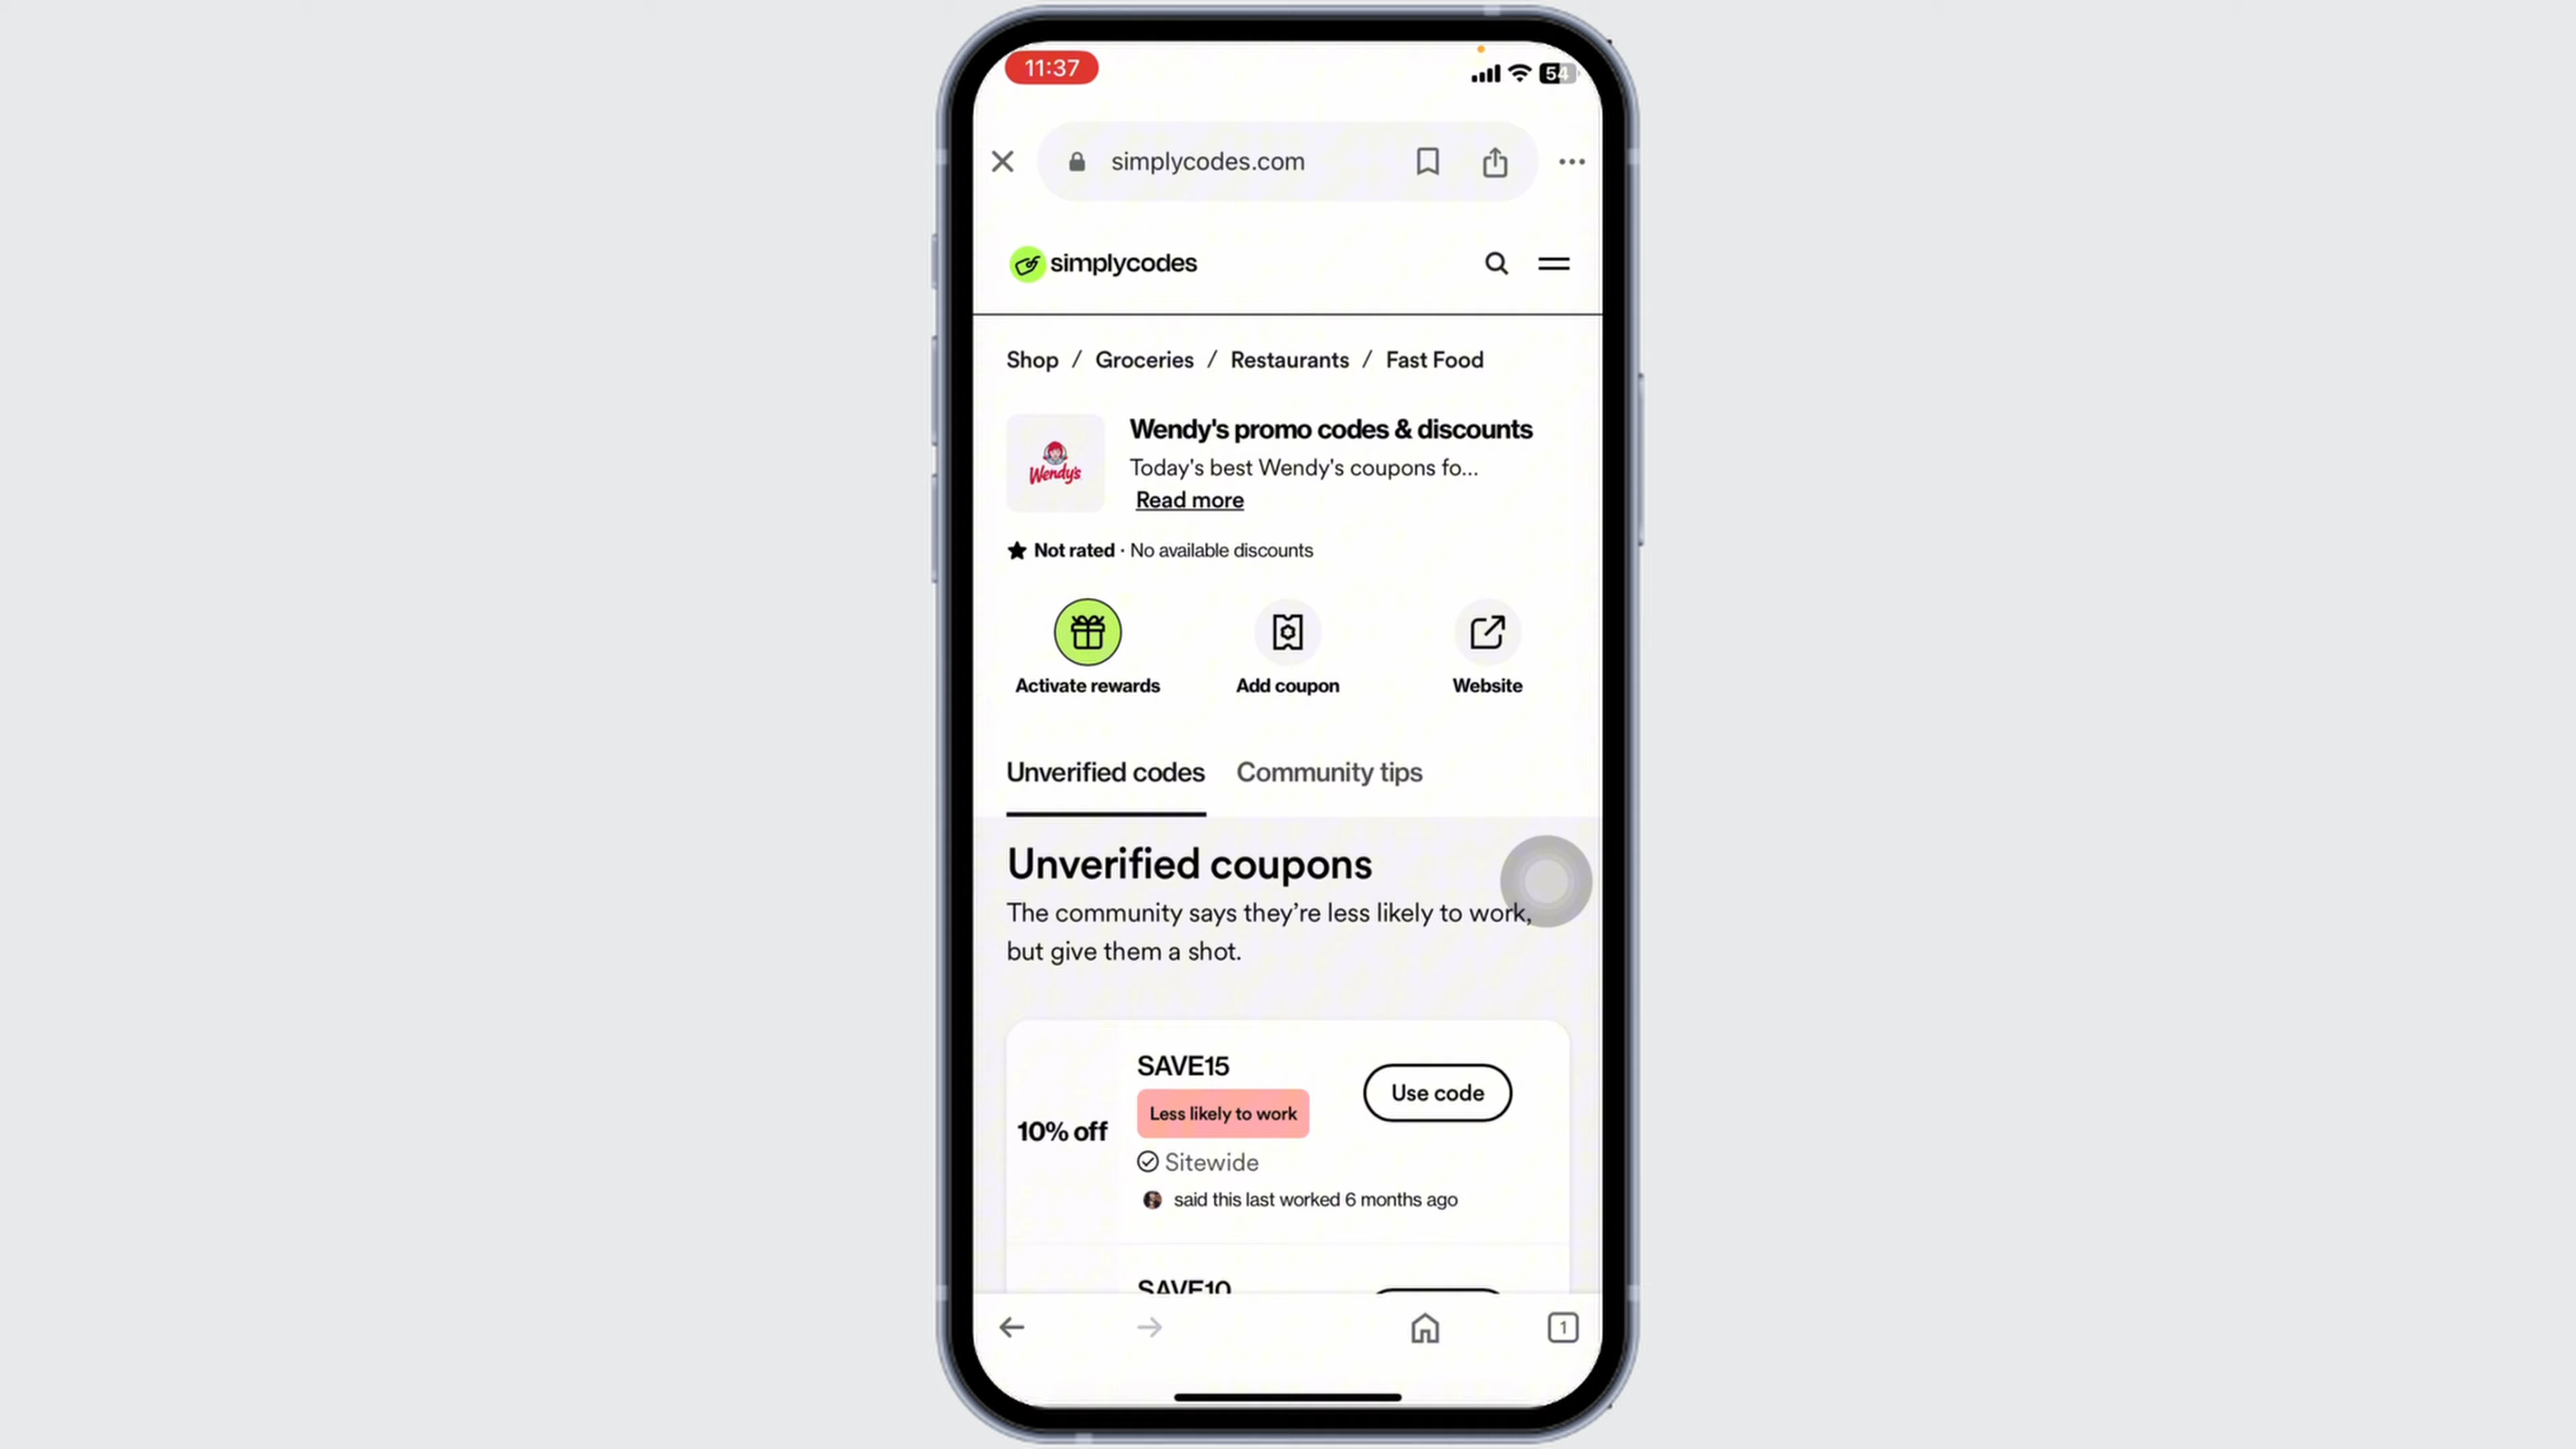 11:37
54
simplycodes.com
simplycodes
Shop / Groceries / Restaurants / Fast Food
Wendy's
Wendy's promo codes & discounts
Today's best Wendy's coupons fo...
Read more
Not rated · No available discounts
Activate rewards
Add coupon
Website
Unverified codes
Community tips
Unverified coupons
The community says they’re less likely to work,
but give them a shot.
SAVE15
Use code
Less likely to work
10% off
Sitewide
said this last worked 6 months ago
SAVE10
1